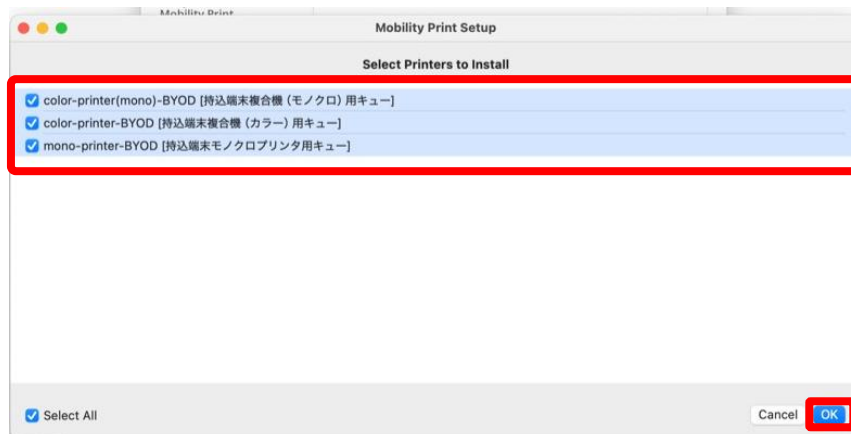 Mobility Print
Mobility Print Setup
Select Printers to Install
color-printer(mono)-BYOD [持込端末複合機（モノクロ）用キュー]
color-printer-BYOD [持込端末複合機（カラー）用キュー]
mono-printer-BYOD [持込端末モノクロプリンタ用キュー]
Select All
Cancel OK